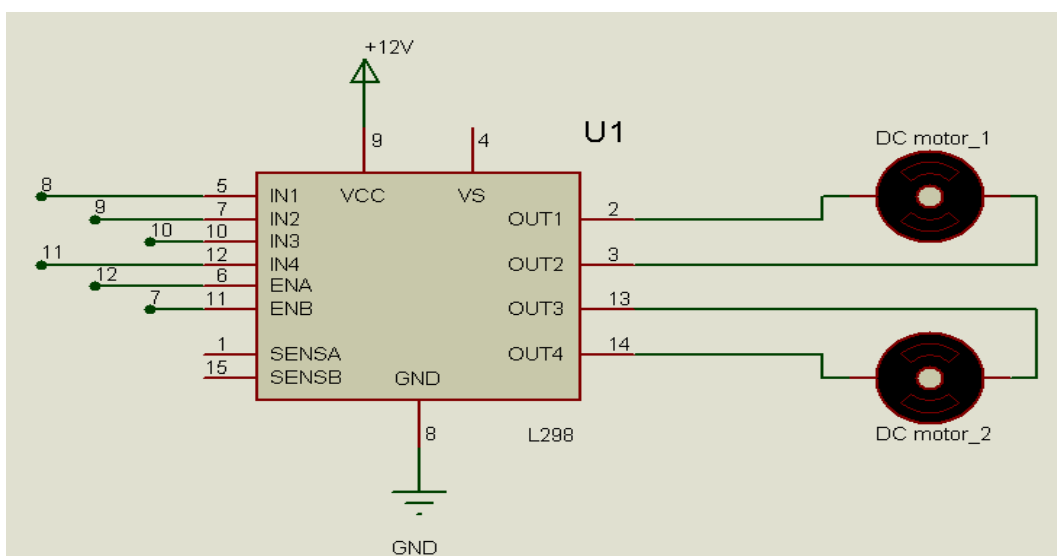 +12V
9
4
U1
DC motor_1
8
5
IN1
VCC
VS
9
7
IN2
OUT1
2
10
10
IN3
11
12
IN4
OUT2
3
12
6
ENA
7
11
ENB
OUT3
13
1
SENSA
OUT4
14
15
SENSB
GND
8
L298
DC motor_2
GND